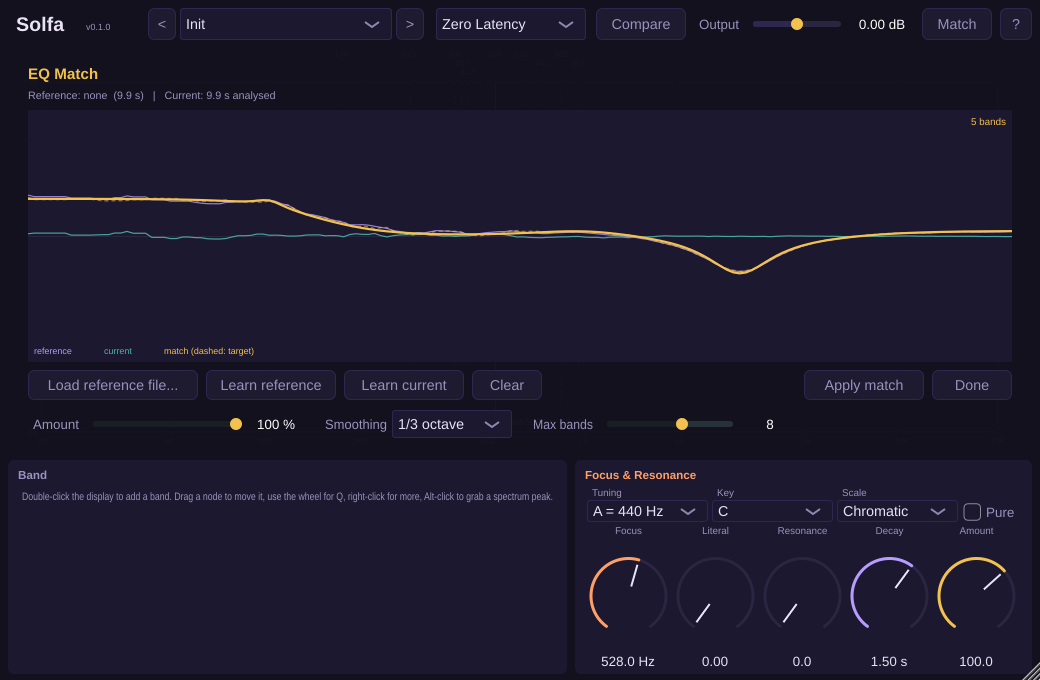 Solfa v0.1.0 < Init > Zero Latency Compare Output 0.00 dB Match ?
EQ Match
Reference: none (9.9 s) | Current: 9.9 s analysed
5 bands
reference current match (dashed: target)
Load reference file... Learn reference Learn current Clear Apply match Done
Amount 100 % Smoothing 1/3 octave Max bands 8
Band
Double-click the display to add a band. Drag a node to move it, use the wheel for Q, right-click for more, Alt-click to grab a spectrum peak.
Focus & Resonance
Tuning Key Scale
A = 440 Hz C Chromatic Pure
Focus Literal Resonance Decay Amount
528.0 Hz 0.00 0.0 1.50 s 100.0